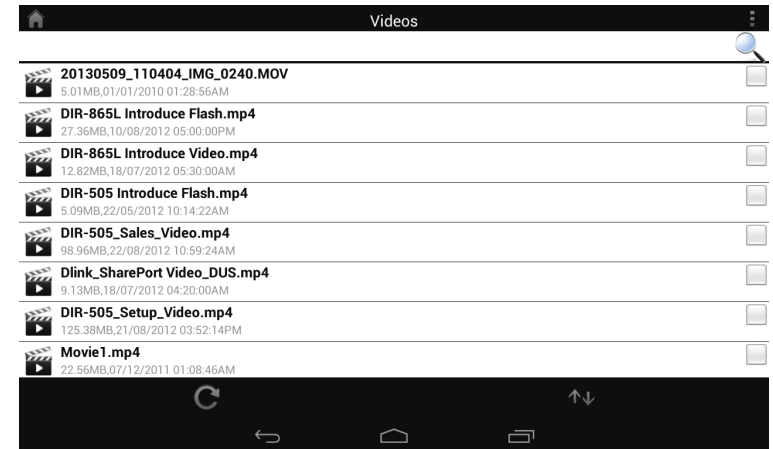 Videos
20130509_110404_IMG_0240.MOV
5.01MB,01/01/2010 01:28:56AM
DIR-865L Introduce Flash.mp4
27.36MB,10/08/2012 05:00:00PM
DIR-865L Introduce Video.mp4
12.82MB,18/07/2012 05:30:00AM
DIR-505 Introduce Flash.mp4
5.09MB,22/05/2012 10:14:22AM
DIR-505_Sales_Video.mp4
98.96MB,22/08/2012 10:59:24AM
Dlink_SharePort Video_DUS.mp4
9.13MB,18/07/2012 04:20:00AM
DIR-505_Setup_Video.mp4
125.38MB,21/08/2012 03:52:14PM
Movie1.mp4
22.56MB,07/12/2011 01:08:46AM